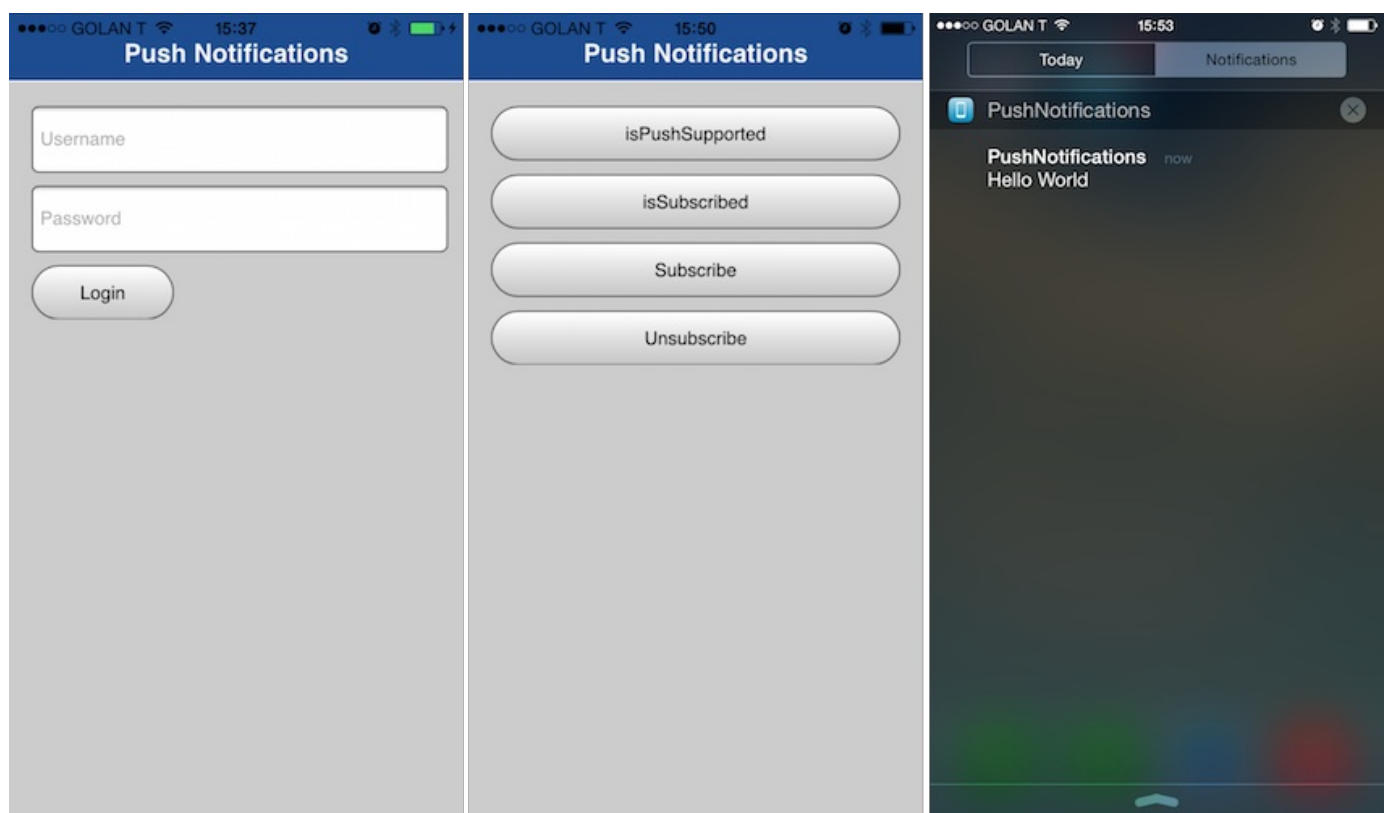 GOLAN T 15:37
Push Notifications
Username
Password
Login
GOLAN T 15:50
Push Notifications
isPushSupported
isSubscribed
Subscribe
Unsubscribe
GOLAN T 15:53
Today Notifications
PushNotifications
PushNotifications now
Hello World